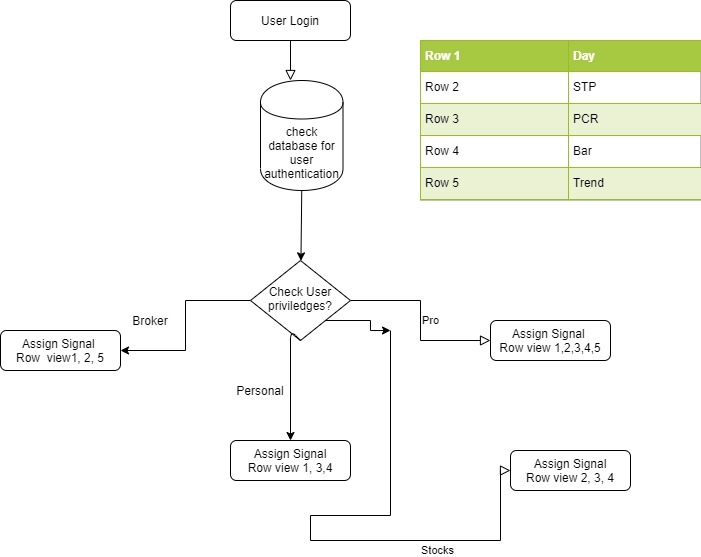 User Login
Row 1 Day
Row 2 STP
Row 3 PCR
Row 4 Bar
Row 5 Trend
check
database for
user
authentication
Check User
priviledges?
Broker
Pro
Assign Signal
Row view1, 2, 5
Assign Signal
Row view 1,2,3,4,5
Personal
Assign Signal
Row view 1, 3,4
Assign Signal
Row view 2, 3, 4
Stocks